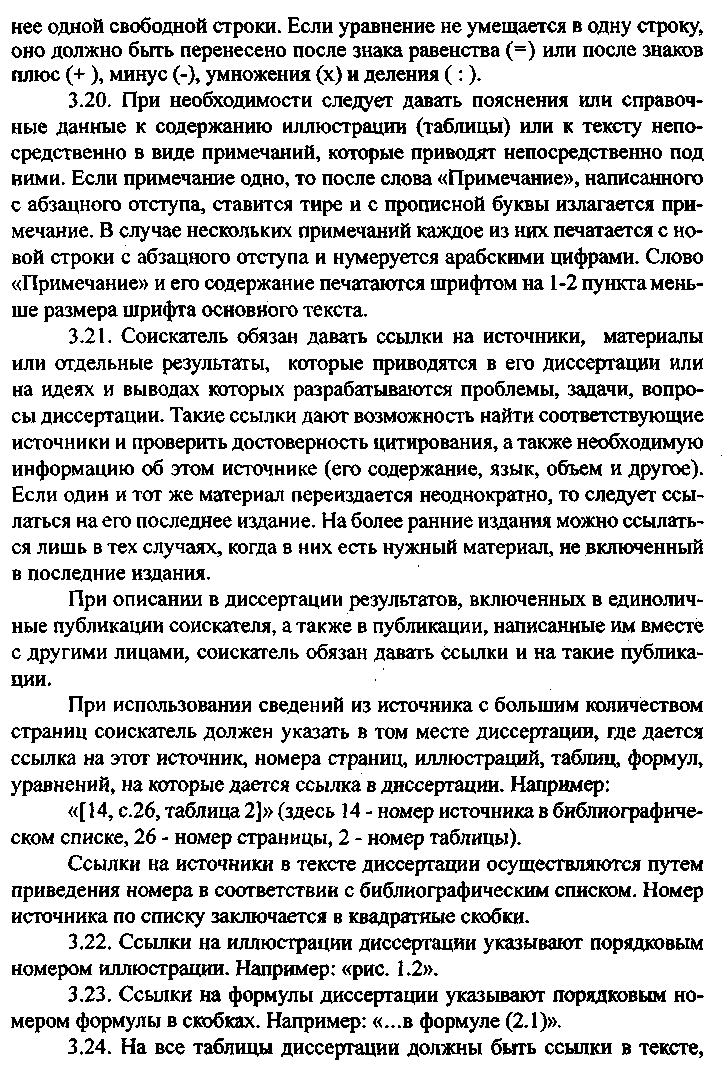 нее одной свободной строки. Если уравнение не умещается в одну строку,
оно должно быть перенесено после знака равенства (=) или после знаков
плюс (+ ), минус (-), умножения (х) и деления ( : ).
3.20. При необходимости следует давать пояснения или справоч-
ные данные к содержанию иллюстрации (таблицы) или к тексту непо-
средственно в виде примечаний, которые приводят непосредственно под
ними. Если примечание одно, то после слова «Примечание», написанного
с абзацного отступа, ставится тире и с прописной буквы излагается при-
мечание. В случае нескольких примечаний каждое из них печатается с но-
вой строки с абзацного отступа и нумеруется арабскими цифрами. Слово
«Примечание» и его содержание печатаются шрифтом на 1-2 пункта мень-
ше размера шрифта основного текста.
3.21. Соискатель обязан давать ссылки на источники, материалы
или отдельные результаты, которые приводятся в его диссертации или
на идеях и выводах которых разрабатываются проблемы, задачи, вопро-
сы диссертации. Такие ссылки дают возможность найти соответствующие
источники и проверить достоверность цитирования, а также необходимую
информацию об этом источнике (его содержание, язык, объем и другое).
Если один и тот же материал переиздается неоднократно, то следует ссы-
латься на его последнее издание. На более ранние издания можно ссылать-
ся лишь в тех случаях, когда в них есть нужный материал, не включенный
в последние издания.
При описании в диссертации результатов, включенных в единолич-
ные публикации соискателя, а также в публикации, написанные им вместе
с другими лицами, соискатель обязан давать ссылки и на такие публика-
ции.
При использовании сведений из источника с большим количеством
страниц соискатель должен указать в том месте диссертации, где дается
ссылка на этот источник, номера страниц, иллюстраций, таблиц, формул,
уравнений, на которые дается ссылка в диссертации. Например:
«[14, с.26, таблица 2]» (здесь 14 - номер источника в библиографиче-
ском списке, 26 - номер страницы, 2 - номер таблицы).
Ссылки на источники в тексте диссертации осуществляются путем
приведения номера в соответствии с библиографическим списком. Номер
источника по списку заключается в квадратные скобки.
3.22. Ссылки на иллюстрации диссертации указывают порядковым
номером иллюстрации. Например: «рис. 1.2».
3.23. Ссылки на формулы диссертации указывают порядковым но-
мером формулы в скобках. Например: «...в формуле (2.1)».
3.24. На все таблицы диссертации должны быть ссылки в тексте,